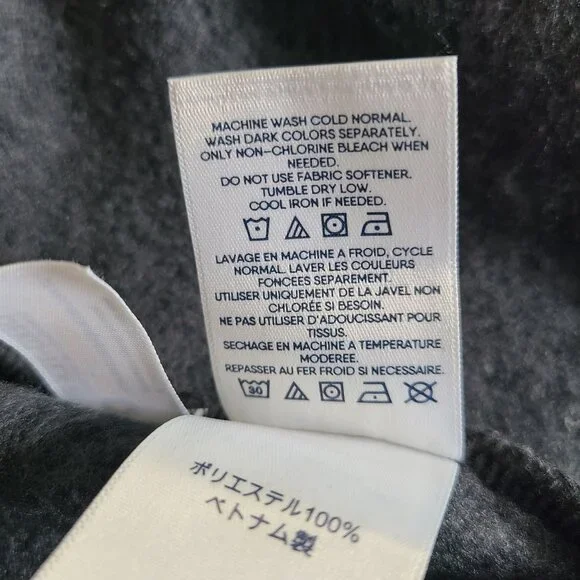 MACHINE WASH COLD NORMAL.
WASH DARK COLORS SEPARATELY.
ONLY NON-CHLORINE BLEACH WHEN
NEEDED.
DO NOT USE FABRIC SOFTENER.
TUMBLE DRY LOW.
COOL IRON IF NEEDED.
LAVAGE EN MACHINE A FROID, CYCLE
NORMAL. LAVER LES COULEURS
FONCEES SEPAREMENT.
UTILISER UNIQUEMENT DE LA JAVEL NON
CHLORÉE SI BESOIN.
NE PAS UTILISER D'ADOUCISSANT POUR
TISSUS.
SECHAGE EN MACHINE A TEMPERATURE
MODEREE.
REPASSER AU FER FROID SI NECESSAIRE.
30
ポリエステル100%
ベトナム製